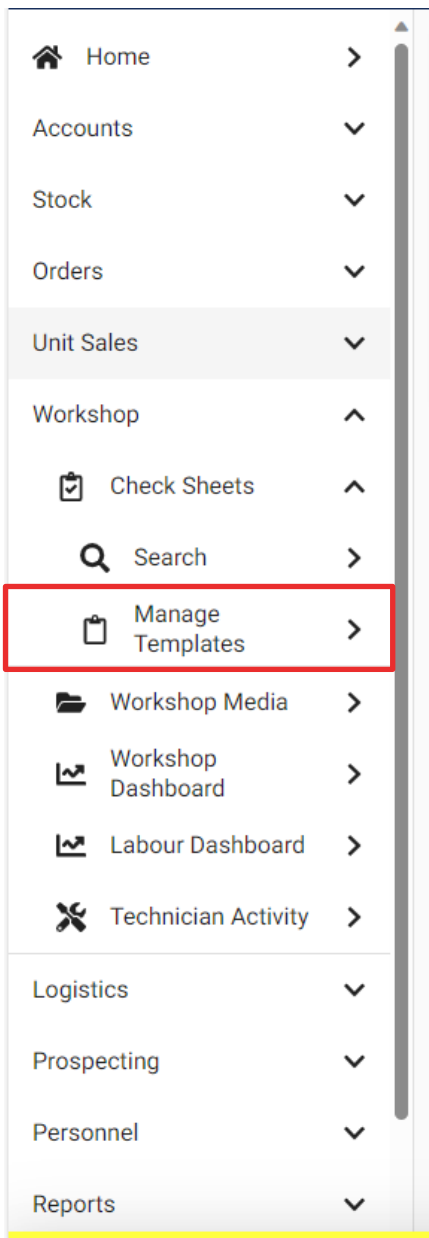 Home
Accounts
Stock
Orders
Unit Sales
Workshop
Check Sheets
Search
Manage
Templates
Workshop Media
Workshop
Dashboard
Labour Dashboard
Technician Activity
Logistics
Prospecting
Personnel
Reports